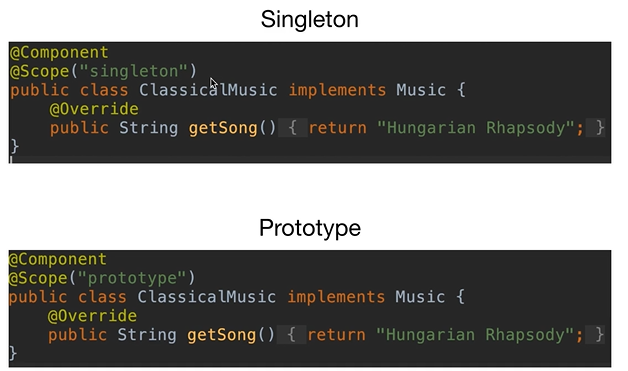 Singleton
@Component
@Scope("singleton")
public class ClassicalMusic implements Music {
@Override
public String getSong() { return "Hungarian Rhapsody"; }
}
Prototype
@Component
@Scope("prototype")
public class ClassicalMusic implements Music {
@Override
public String getSong() { return "Hungarian Rhapsody"; }
}